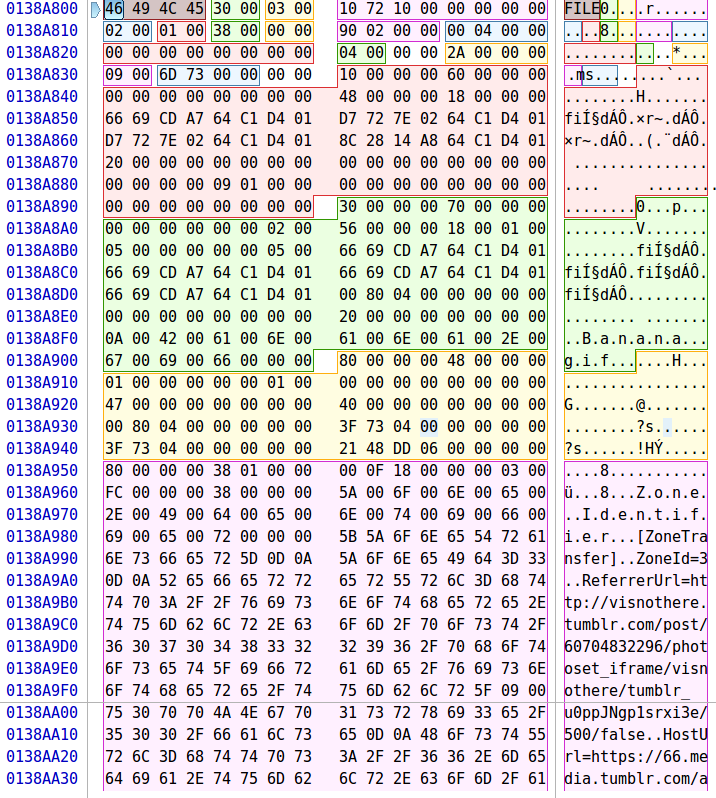 0138A800 46 49 4C 45 30 00 03 00 10 72 10 00 00 00 00 00 FILE0....r......
0138A810 02 00 01 00 38 00 00 00 90 02 00 00 00 04 00 00 ....8...........
0138A820 00 00 00 00 00 00 00 00 04 00 00 00 2A 00 00 00 ............*...
0138A830 09 00 6D 73 00 00 00 00 10 00 00 00 60 00 00 00 ..ms........`...
0138A840 00 00 00 00 00 00 00 00 48 00 00 00 18 00 00 00 ........H.......
0138A850 66 69 CD A7 64 C1 D4 01 D7 72 7E 02 64 C1 D4 01 fiÍ§dÁÔ.×r~.dÁÔ.
0138A860 D7 72 7E 02 64 C1 D4 01 8C 28 14 A8 64 C1 D4 01 ×r~.dÁÔ..(.¨dÁÔ.
0138A870 20 00 00 00 00 00 00 00 00 00 00 00 00 00 00 00 ...............
0138A880 00 00 00 00 09 01 00 00 00 00 00 00 00 00 00 00 .... ........
0138A890 00 00 00 00 00 00 00 00 30 00 00 00 70 00 00 00 ........0...p...
0138A8A0 00 00 00 00 00 00 02 00 56 00 00 00 18 00 01 00 ........V.......
0138A8B0 05 00 00 00 00 00 05 00 66 69 CD A7 64 C1 D4 01 ........fiÍ§dÁÔ.
0138A8C0 66 69 CD A7 64 C1 D4 01 66 69 CD A7 64 C1 D4 01 fiÍ§dÁÔ.fiÍ§dÁÔ.
0138A8D0 66 69 CD A7 64 C1 D4 01 00 80 04 00 00 00 00 00 fiÍ§dÁÔ.........
0138A8E0 00 00 00 00 00 00 00 00 20 00 00 00 00 00 00 00 ........ .......
0138A8F0 0A 00 42 00 61 00 6E 00 61 00 6E 00 61 00 2E 00 ..B.a.n.a.n.a...
0138A900 67 00 69 00 66 00 00 00 80 00 00 00 48 00 00 00 g.i.f.......H...
0138A910 01 00 00 00 00 00 01 00 00 00 00 00 00 00 00 00 ................
0138A920 47 00 00 00 00 00 00 00 40 00 00 00 00 00 00 00 G.......@.......
0138A930 00 80 04 00 00 00 00 00 3F 73 04 00 00 00 00 00 ........?s......
0138A940 3F 73 04 00 00 00 00 00 21 48 DD 06 00 00 00 00 ?s......!HÝ.....
0138A950 80 00 00 00 38 01 00 00 00 0F 18 00 00 00 03 00 ....8...........
0138A960 FC 00 00 00 38 00 00 00 5A 00 6F 00 6E 00 65 00 ü...8...Z.o.n.e.
0138A970 2E 00 49 00 64 00 65 00 6E 00 74 00 69 00 66 00 ..I.d.e.n.t.i.f.
0138A980 69 00 65 00 72 00 00 00 5B 5A 6F 6E 65 54 72 61 i.e.r...[ZoneTra
0138A990 6E 73 66 65 72 5D 0D 0A 5A 6F 6E 65 49 64 3D 33 nsfer]..ZoneId=3
0138A9A0 0D 0A 52 65 66 65 72 72 65 72 55 72 6C 3D 68 74 ..ReferrerUrl=ht
0138A9B0 74 70 3A 2F 2F 76 69 73 6E 6F 74 68 65 72 65 2E tp://visnothere.
0138A9C0 74 75 6D 62 6C 72 2E 63 6F 6D 2F 70 6F 73 74 2F tumblr.com/post/
0138A9D0 36 30 37 30 34 38 33 32 32 39 36 2F 70 68 6F 74 60704832296/phot
0138A9E0 6F 73 65 74 5F 69 66 72 61 6D 65 2F 76 69 73 6E oset_iframe/visn
0138A9F0 6F 74 68 65 72 65 2F 74 75 6D 62 6C 72 5F 09 00 othere/tumblr_
0138AA00 75 30 70 70 4A 4E 67 70 31 73 72 78 69 33 65 2F u0ppJNgp1srxi3e/
0138AA10 35 30 30 2F 66 61 6C 73 65 0D 0A 48 6F 73 74 55 500/false..HostU
0138AA20 72 6C 3D 68 74 74 70 73 3A 2F 2F 36 36 2E 6D 65 rl=https://66.me
0138AA30 64 69 61 2E 74 75 6D 62 6C 72 2E 63 6F 6D 2F 61 dia.tumblr.com/a